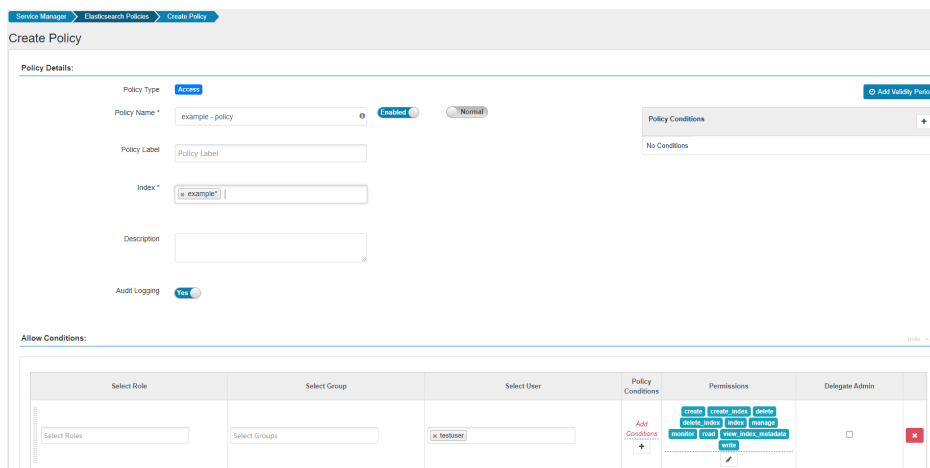 Service Manager Elasticsearch Policies Create Policy
Create Policy
Policy Details:
Policy Type Access
Add Validity Perio
Policy Name * example - policy Enabled Normal
Policy Conditions +
No Conditions
Policy Label Policy Label
Index * × example*
Description
Audit Logging Yes
Allow Conditions:
hide
Select Role Select Group Select User Policy Conditions Permissions Delegate Admin
Select Roles Select Groups × testuser Add Conditions +
create create_index delete
delete_index index manage
monitor read view_index_metadata
write
×